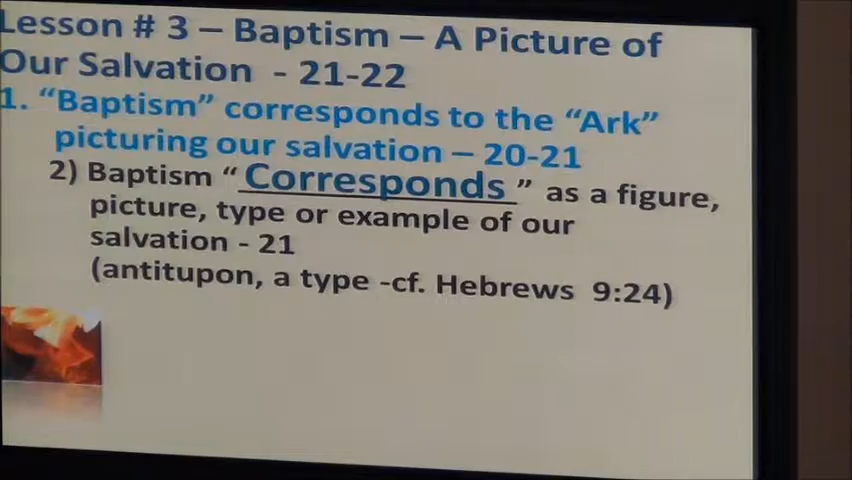 Lesson # 3 – Baptism – A Picture of
Our Salvation - 21-22
1. “Baptism” corresponds to the “Ark”
picturing our salvation – 20-21
2) Baptism “Corresponds” as a figure,
picture, type or example of our
salvation - 21
(antitupon, a type -cf. Hebrews 9:24)